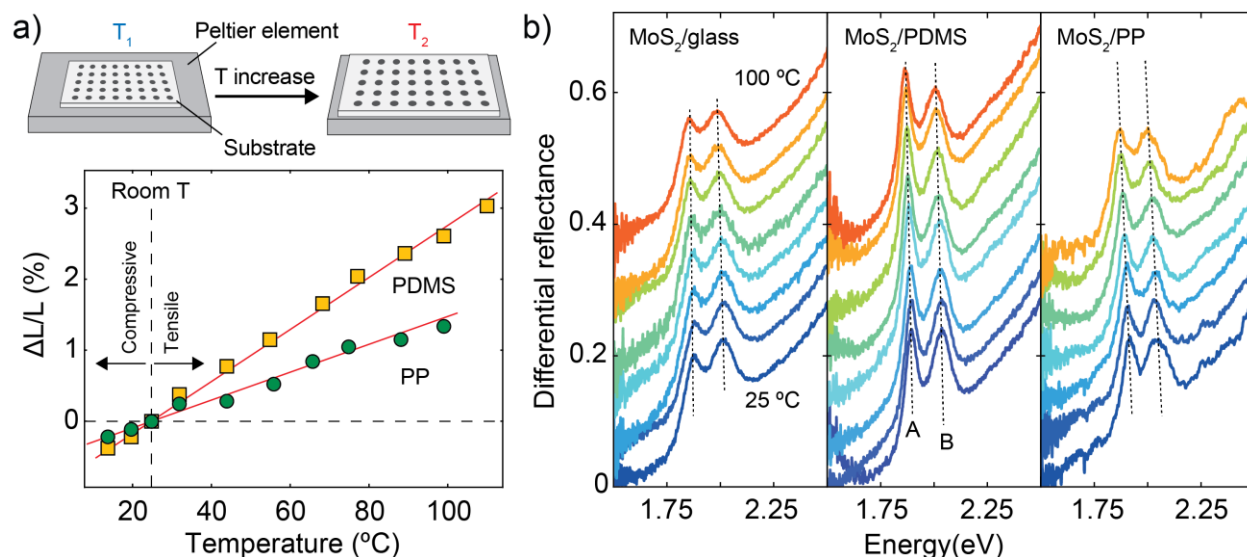 a)
T₁
Peltier element
T increase
T₂
Substrate
Room T
Compressive
Tensile
PDMS
PP
ΔL/L (%)
3
2
1
0
20
40
60
80
100
Temperature (ºC)
b)
MoS₂/glass
MoS₂/PDMS
MoS₂/PP
100 ºC
25 ºC
A
B
Differential reflectance
0.6
0.4
0.2
0
1.75
2.25
1.75
2.25
1.75
2.25
Energy(eV)